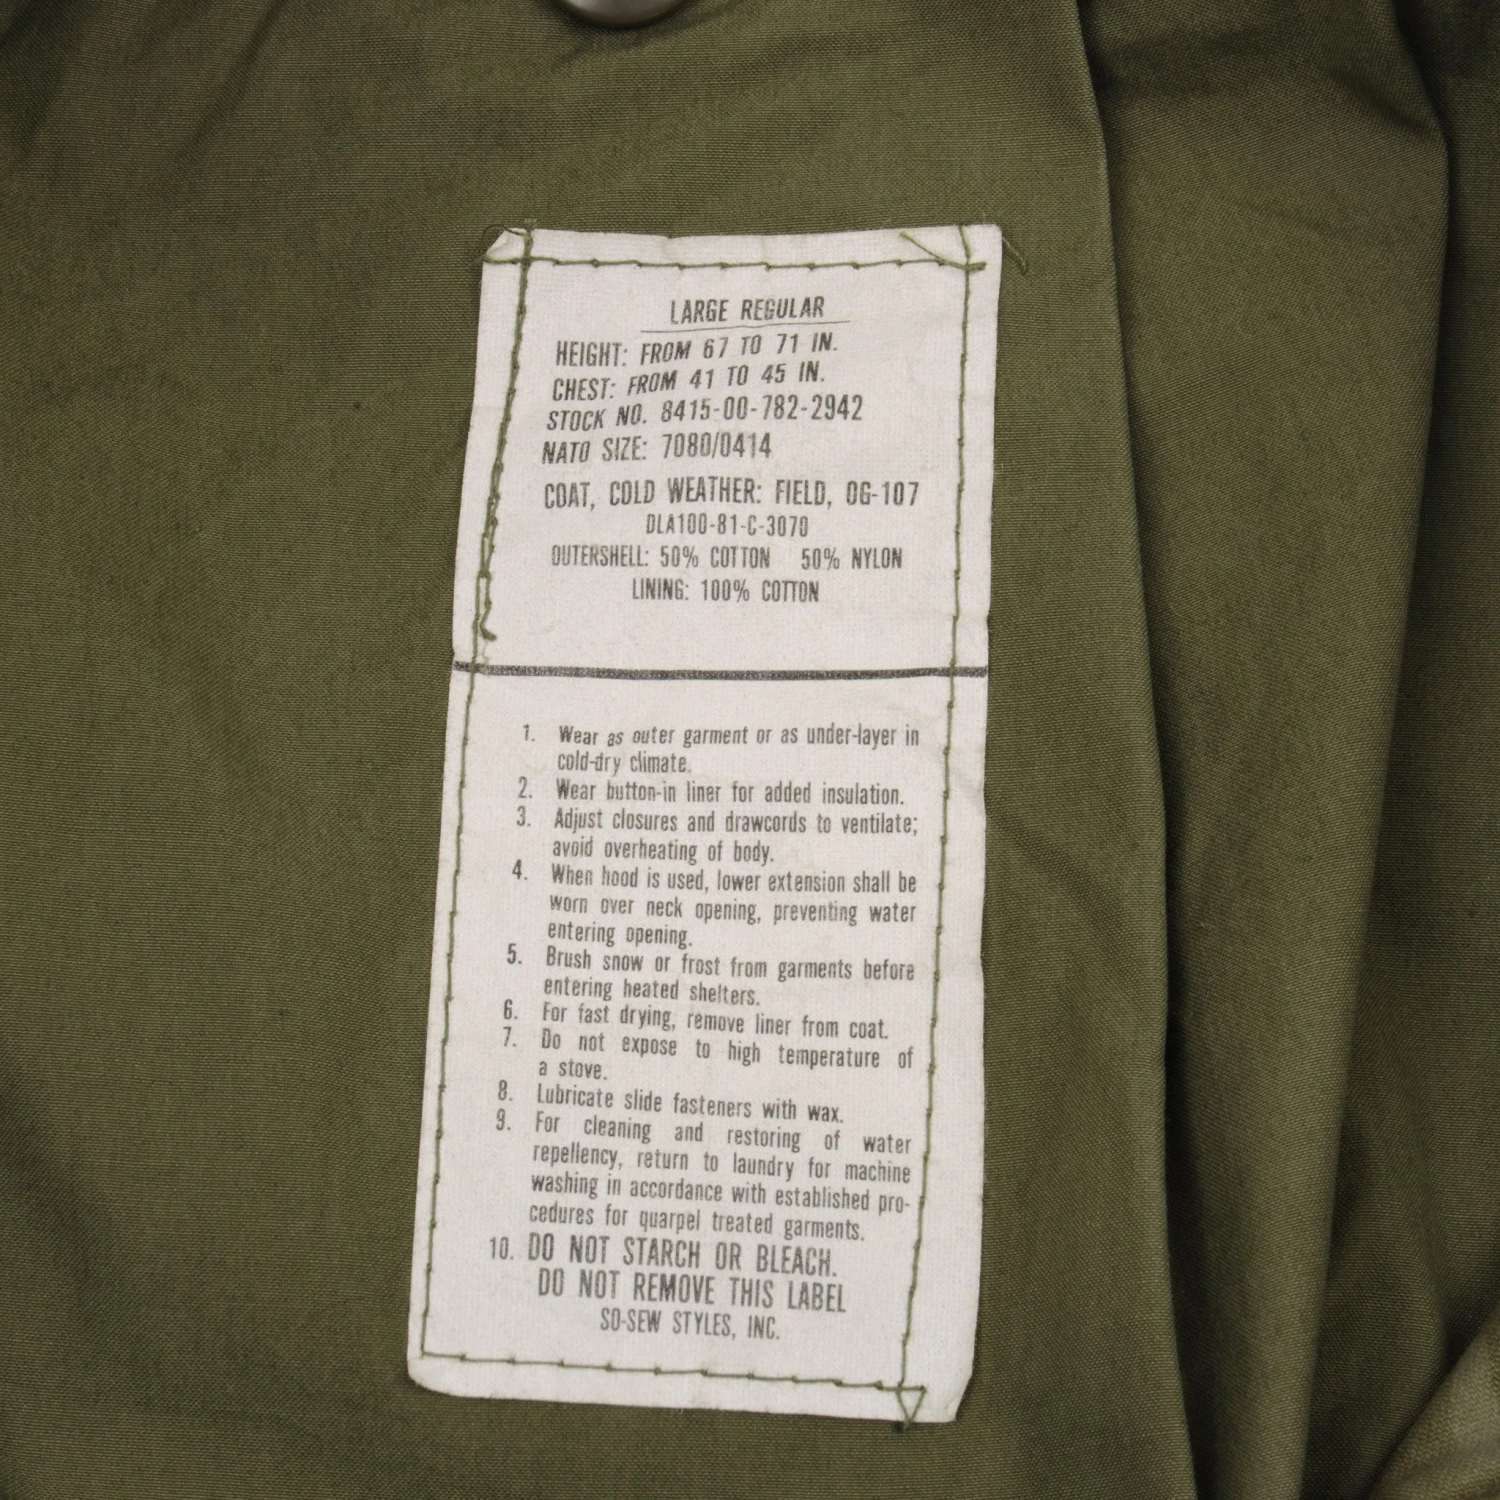 LARGE REGULAR
HEIGHT: FROM 67 TO 71 IN.
CHEST: FROM 41 TO 45 IN.
STOCK NO. 8415-00-782-2942
NATO SIZE: 7080/0414
COAT, COLD WEATHER: FIELD, OG-107
DLA100-81-C-3070
OUTERSHELL: 50% COTTON 50% NYLON
LINING: 100% COTTON
1. Wear as outer garment or as under-layer in
cold-dry climate.
2. Wear button-in liner for added insulation.
3. Adjust closures and drawcords to ventilate;
avoid overheating of body.
4. When hood is used, lower extension shall be
worn over neck opening, preventing water
entering opening.
5. Brush snow or frost from garments before
entering heated shelters.
6. For fast drying, remove liner from coat.
7. Do not expose to high temperature of
a stove.
8. Lubricate slide fasteners with wax.
9. For cleaning and restoring of water
repellency, return to laundry for machine
washing in accordance with established pro-
cedures for quarpel treated garments.
10. DO NOT STARCH OR BLEACH.
DO NOT REMOVE THIS LABEL
SO-SEW STYLES, INC.